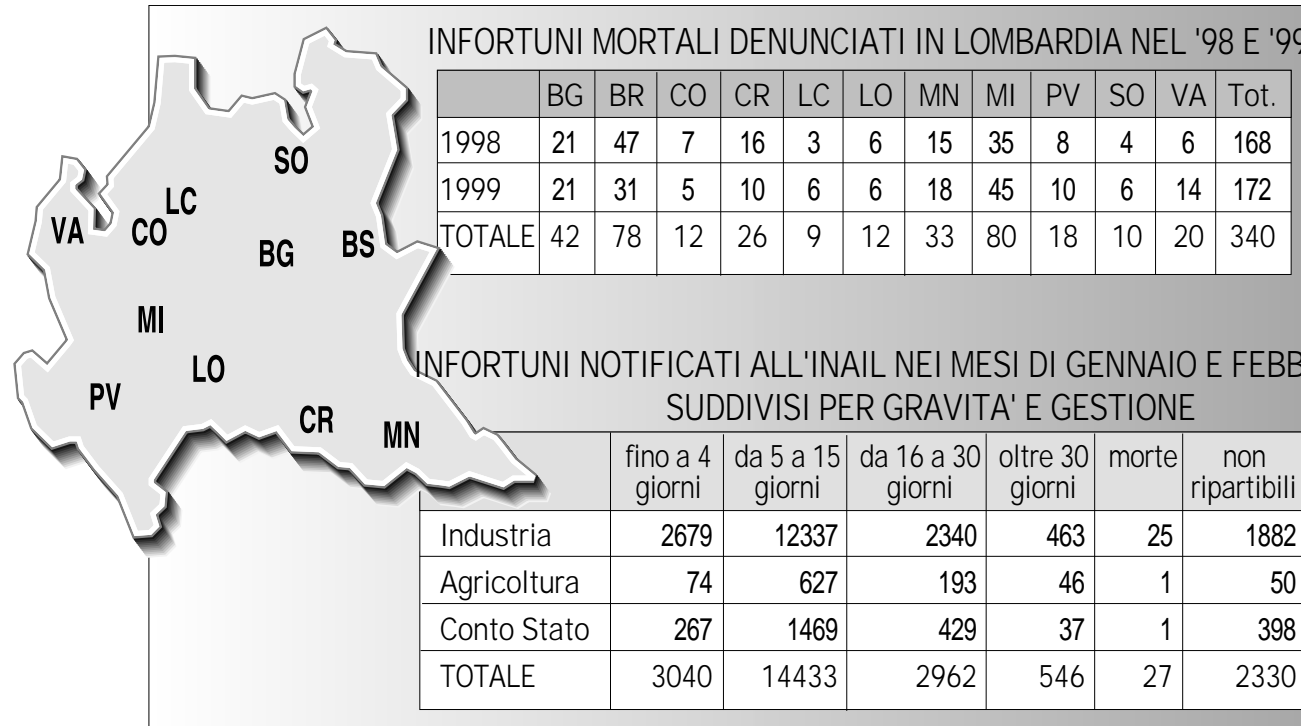 INFORTUNI MORTALI DENUNCIATI IN LOMBARDIA NEL '98 E '99
BG BR CO CR LC LO MN MI PV SO VA Tot.
1998 21 47 7 16 3 6 15 35 8 4 6 168
1999 21 31 5 10 6 6 18 45 10 6 14 172
TOTALE 42 78 12 26 9 12 33 80 18 10 20 340
SO
LC
VA
CO
BG
BS
MI
LO
PV
CR
MN
INFORTUNI NOTIFICATI ALL'INAIL NEI MESI DI GENNAIO E FEBB
SUDDIVISI PER GRAVITA' E GESTIONE
fino a 4 giorni da 5 a 15 giorni da 16 a 30 giorni oltre 30 giorni morte non ripartibili
Industria 2679 12337 2340 463 25 1882
Agricoltura 74 627 193 46 1 50
Conto Stato 267 1469 429 37 1 398
TOTALE 3040 14433 2962 546 27 2330